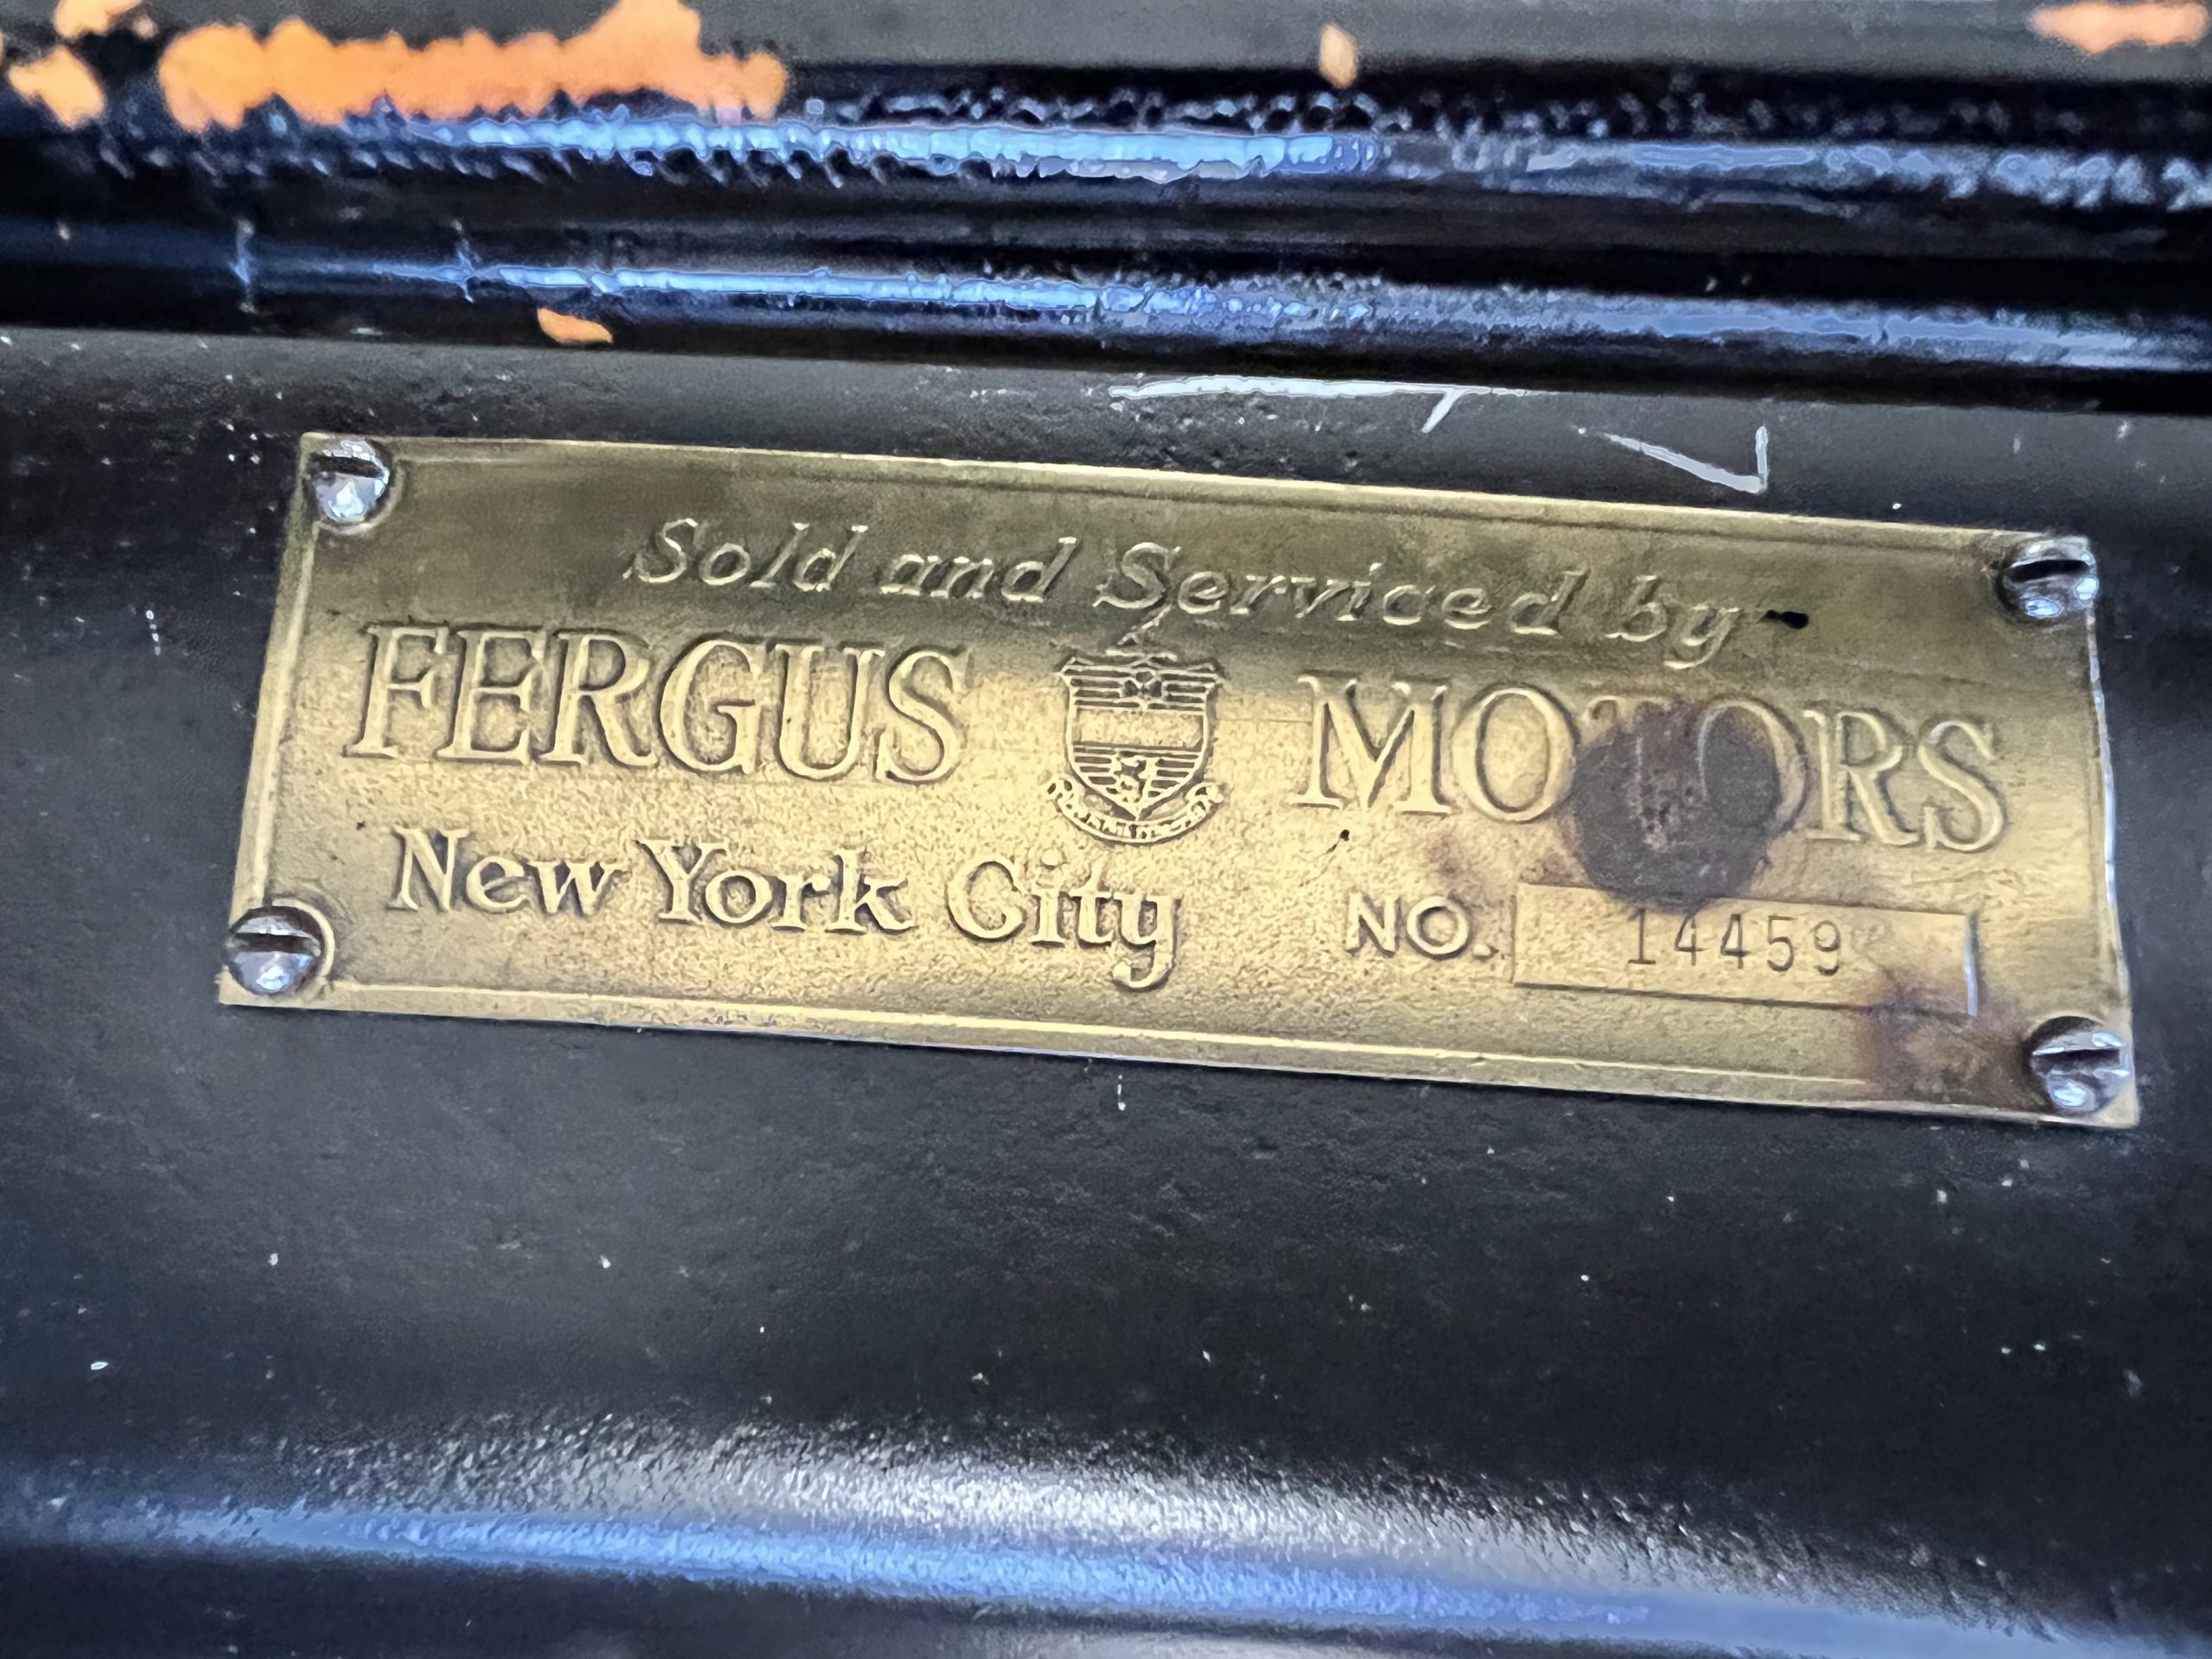 Sold and Serviced by
FERGUS MOTORS
New York City NO. 14459